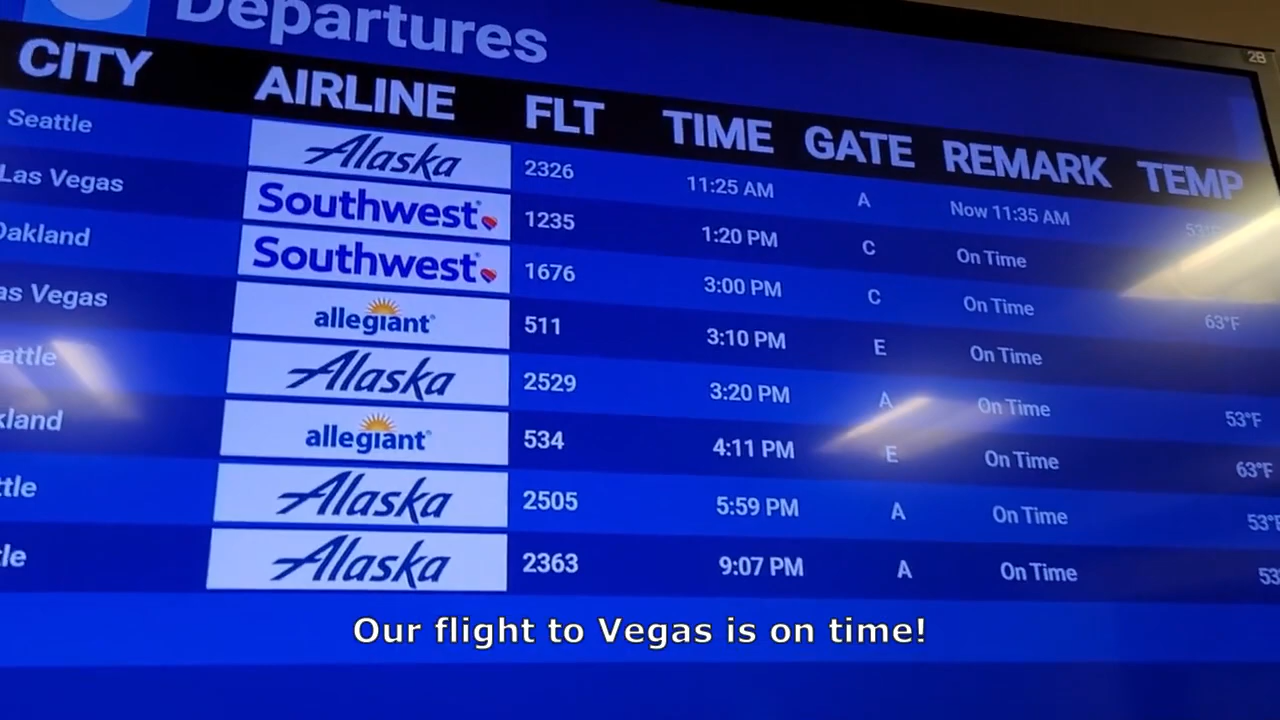 Departures
28
CITY AIRLINE FLT TIME GATE REMARK TEMP
Seattle Alaska 2326 11:25 AM A Now 11:35 AM 53°F
Las Vegas Southwest 1235 1:20 PM C On Time
Oakland Southwest 1676 3:00 PM C On Time 63°F
as Vegas allegiant 511 3:10 PM E On Time
attle Alaska 2529 3:20 PM A On Time 53°F
kland allegiant 534 4:11 PM E On Time 63°F
ttle Alaska 2505 5:59 PM A On Time 53°F
tle Alaska 2363 9:07 PM A On Time 53
Our flight to Vegas is on time!